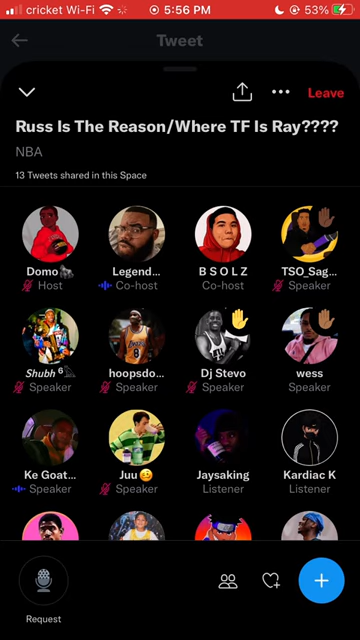 cricket Wi-Fi 5:56 PM 53%
Tweet
Leave
Russ Is The Reason/Where TF Is Ray????
NBA
13 Tweets shared in this Space
Domo Legend... B S O L Z TSO_Sag...
Host Co-host Co-host Speaker
Shubh ⁶ hoopsdo... Dj Stevo wess
Speaker Speaker Speaker Speaker
Ke Goat... Juu Jaysaking Kardiac K
Speaker Speaker Listener Listener
Request